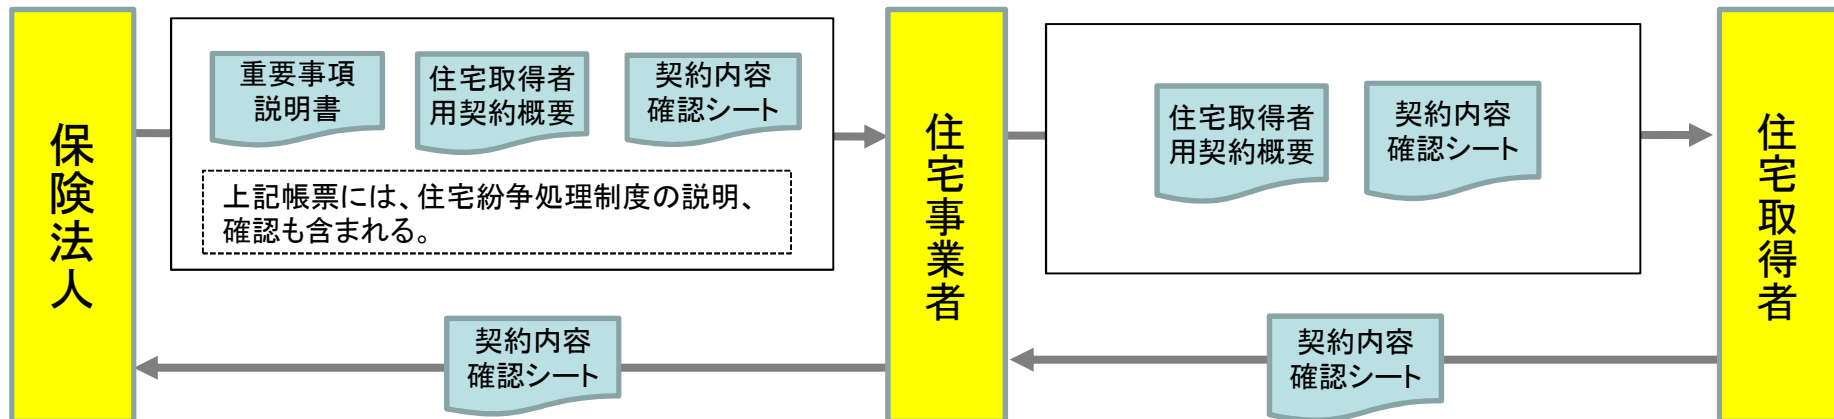 保険法人
重要事項
説明書
住宅取得者
用契約概要
契約内容
確認シート
上記帳票には、住宅紛争処理制度の説明、
確認も含まれる。
契約内容
確認シート
住宅事業者
住宅取得者
用契約概要
契約内容
確認シート
契約内容
確認シート
住宅取得者